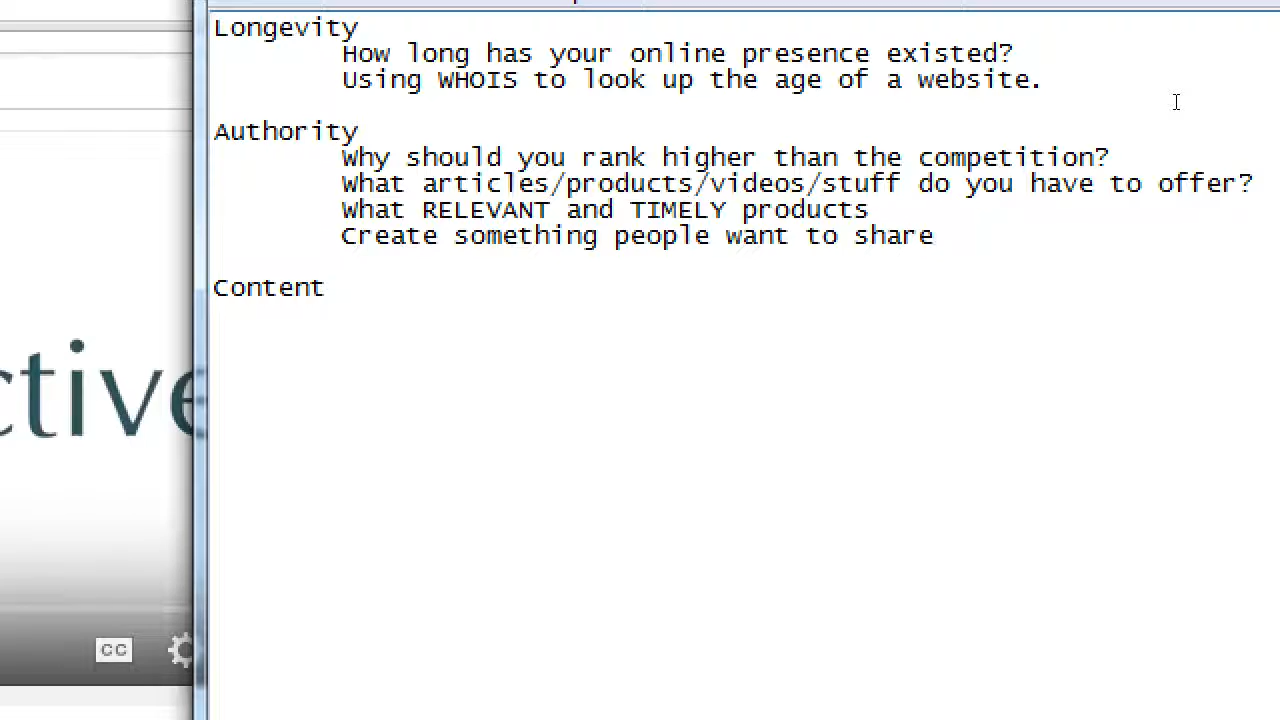 Longevity
How long has your online presence existed?
Using WHOIS to look up the age of a website.
Authority
Why should you rank higher than the competition?
What articles/products/videos/stuff do you have to offer?
What RELEVANT and TIMELY products
Create something people want to share
Content
ctive
CC